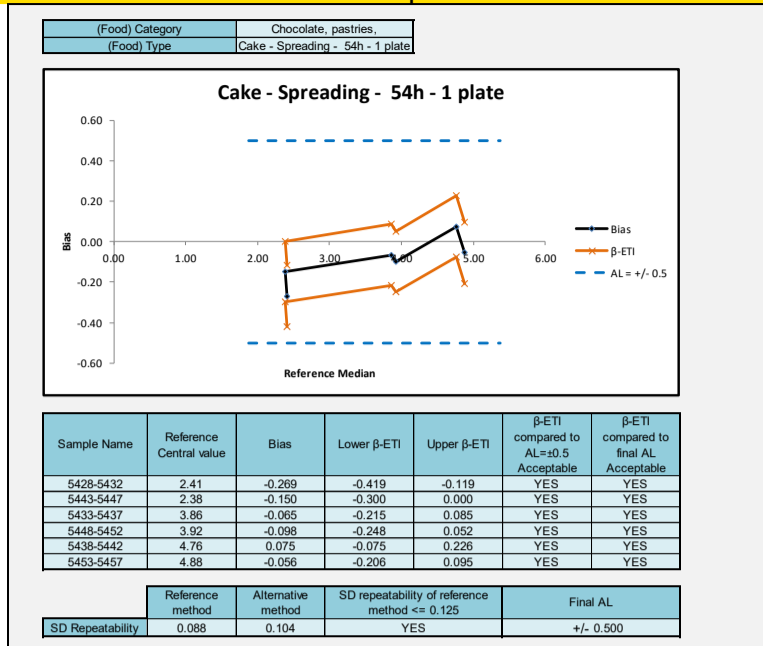 (Food) Category Chocolate, pastries,
(Food) Type Cake - Spreading - 54h - 1 plate
Cake - Spreading - 54h - 1 plate
0.60
0.40
0.20
0.00
-0.20
-0.40
-0.60
Bias
0.00 1.00 2.00 3.00 4.00 5.00 6.00
Reference Median
Bias
β-ETI
AL = +/- 0.5
Sample Name Reference Central value Bias Lower β-ETI Upper β-ETI β-ETI compared to AL=±0.5 Acceptable β-ETI compared to final AL Acceptable
5428-5432 2.41 -0.269 -0.419 -0.119 YES YES
5443-5447 2.38 -0.150 -0.300 0.000 YES YES
5433-5437 3.86 -0.065 -0.215 0.085 YES YES
5448-5452 3.92 -0.098 -0.248 0.052 YES YES
5438-5442 4.76 0.075 -0.075 0.226 YES YES
5453-5457 4.88 -0.056 -0.206 0.095 YES YES
Reference method Alternative method SD repeatability of reference method <= 0.125 Final AL
SD Repeatability 0.088 0.104 YES +/- 0.500